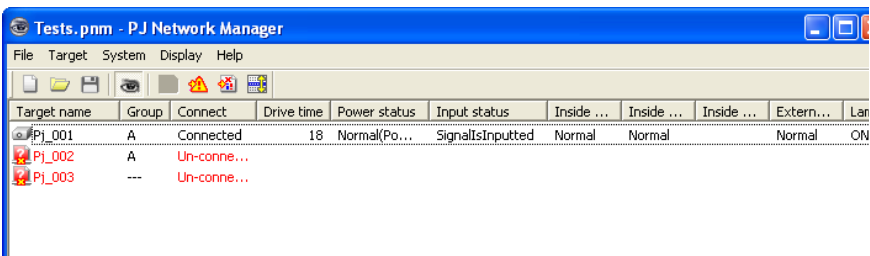 Tests.pnm - PJ Network Manager
File Target System Display Help
Target name Group Connect Drive time Power status Input status Inside ... Inside ... Inside ... Extern... Lan
Pj_001 A Connected 18 Normal(Po... SignalIsInputted Normal Normal Normal ON
Pj_002 A Un-conne...
Pj_003 --- Un-conne...